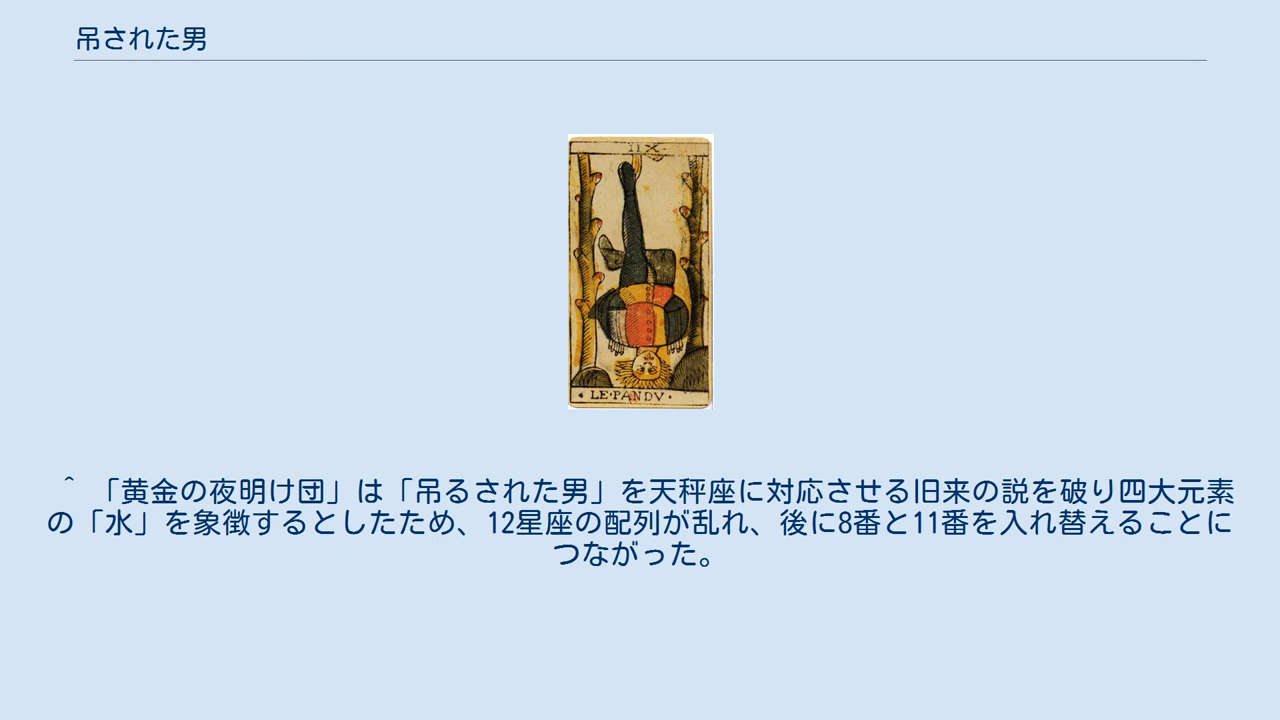 吊された男
IIX
• LE•PANDV •
＾ 「黄金の夜明け団」は「吊るされた男」を天秤座に対応させる旧来の説を破り四大元素
の「水」を象徴するとしたため、12星座の配列が乱れ、後に8番と11番を入れ替えることに
つながった。